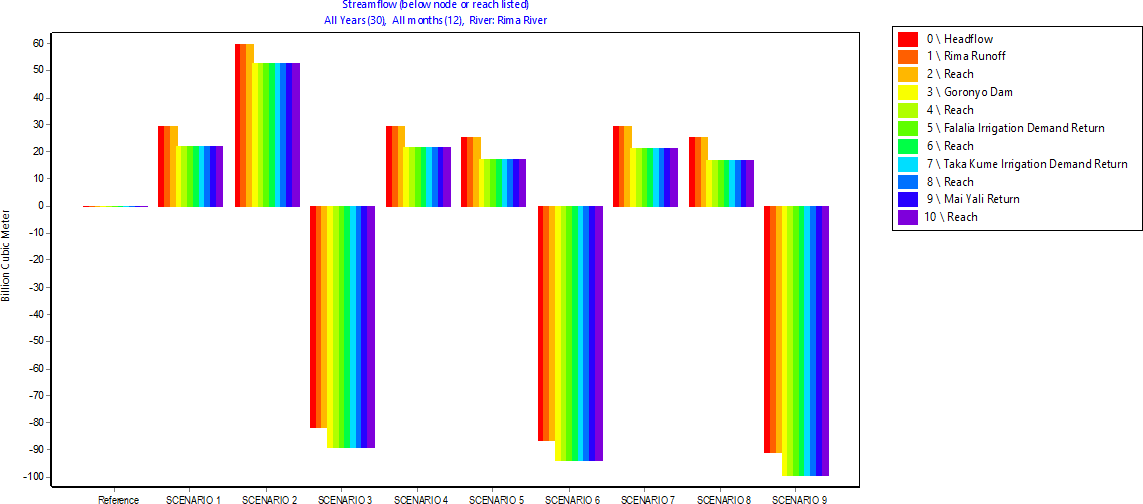 Streamflow (below node or reach listed)
All Years (30), All months (12), River: Rima River
0 \ Headflow
1 \ Rima Runoff
2 \ Reach
3 \ Goronyo Dam
4 \ Reach
5 \ Falalia Irrigation Demand Return
6 \ Reach
7 \ Taka Kume Irrigation Demand Return
8 \ Reach
9 \ Mai Yali Return
10 \ Reach
Billion Cubic Meter
60
50
40
30
20
10
0
-10
-20
-30
-40
-50
-60
-70
-80
-90
-100
Reference SCENARIO 1 SCENARIO 2 SCENARIO 3 SCENARIO 4 SCENARIO 5 SCENARIO 6 SCENARIO 7 SCENARIO 8 SCENARIO 9